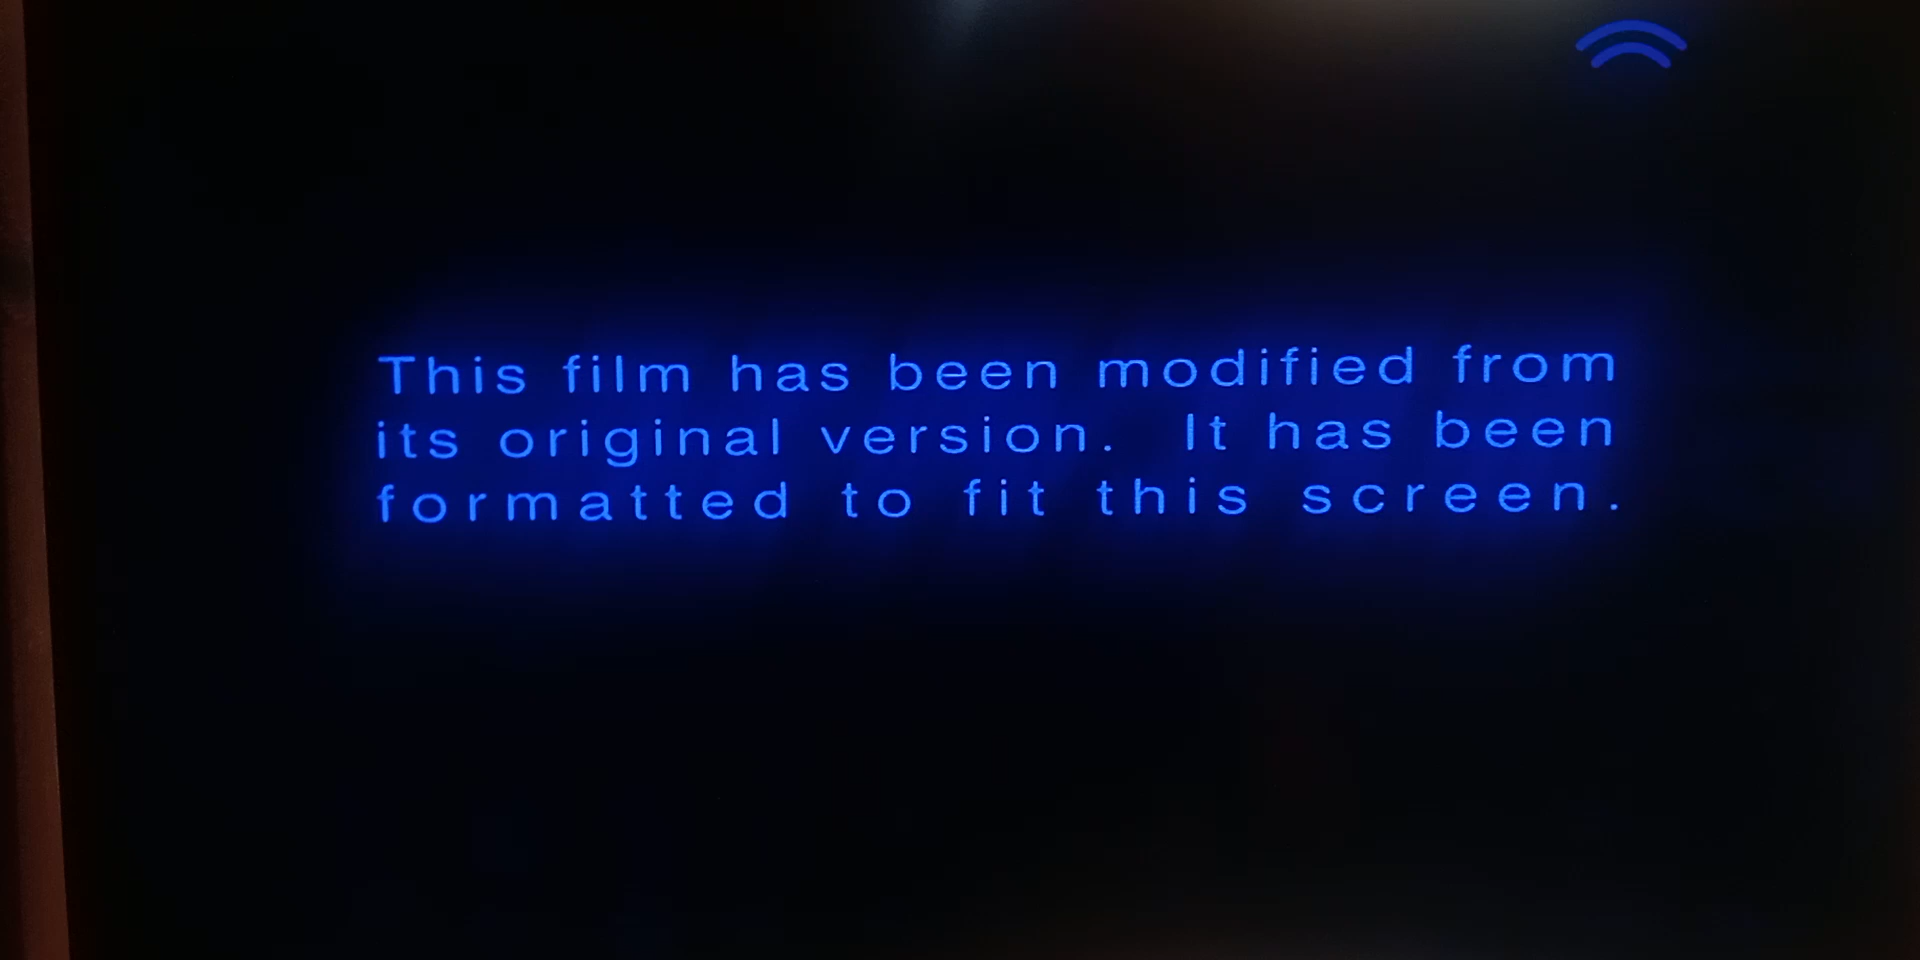 This film has been modified from
its original version. It has been
formatted to fit this screen.